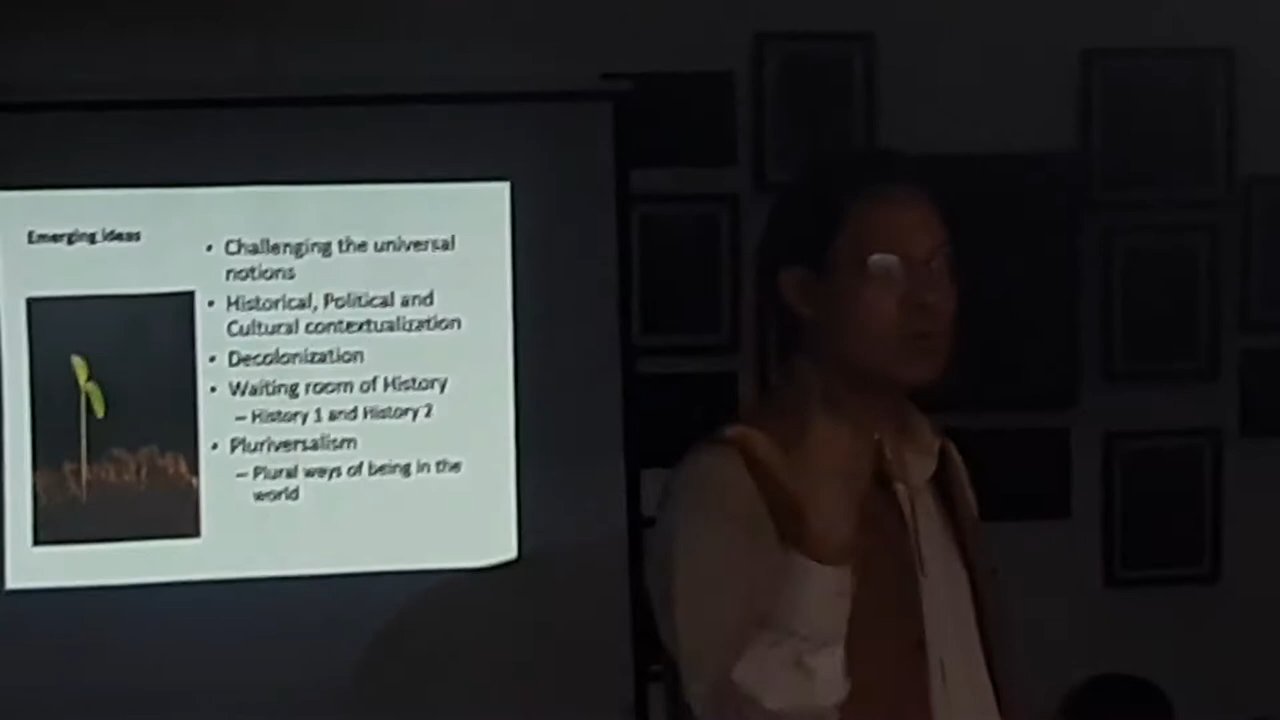 Emerging ideas
• Challenging the universal
notions
• Historical, Political and
Cultural contextualization
• Decolonization
• Waiting room of History
– History 1 and History 2
• Pluriversalism
– Plural ways of being in the
world